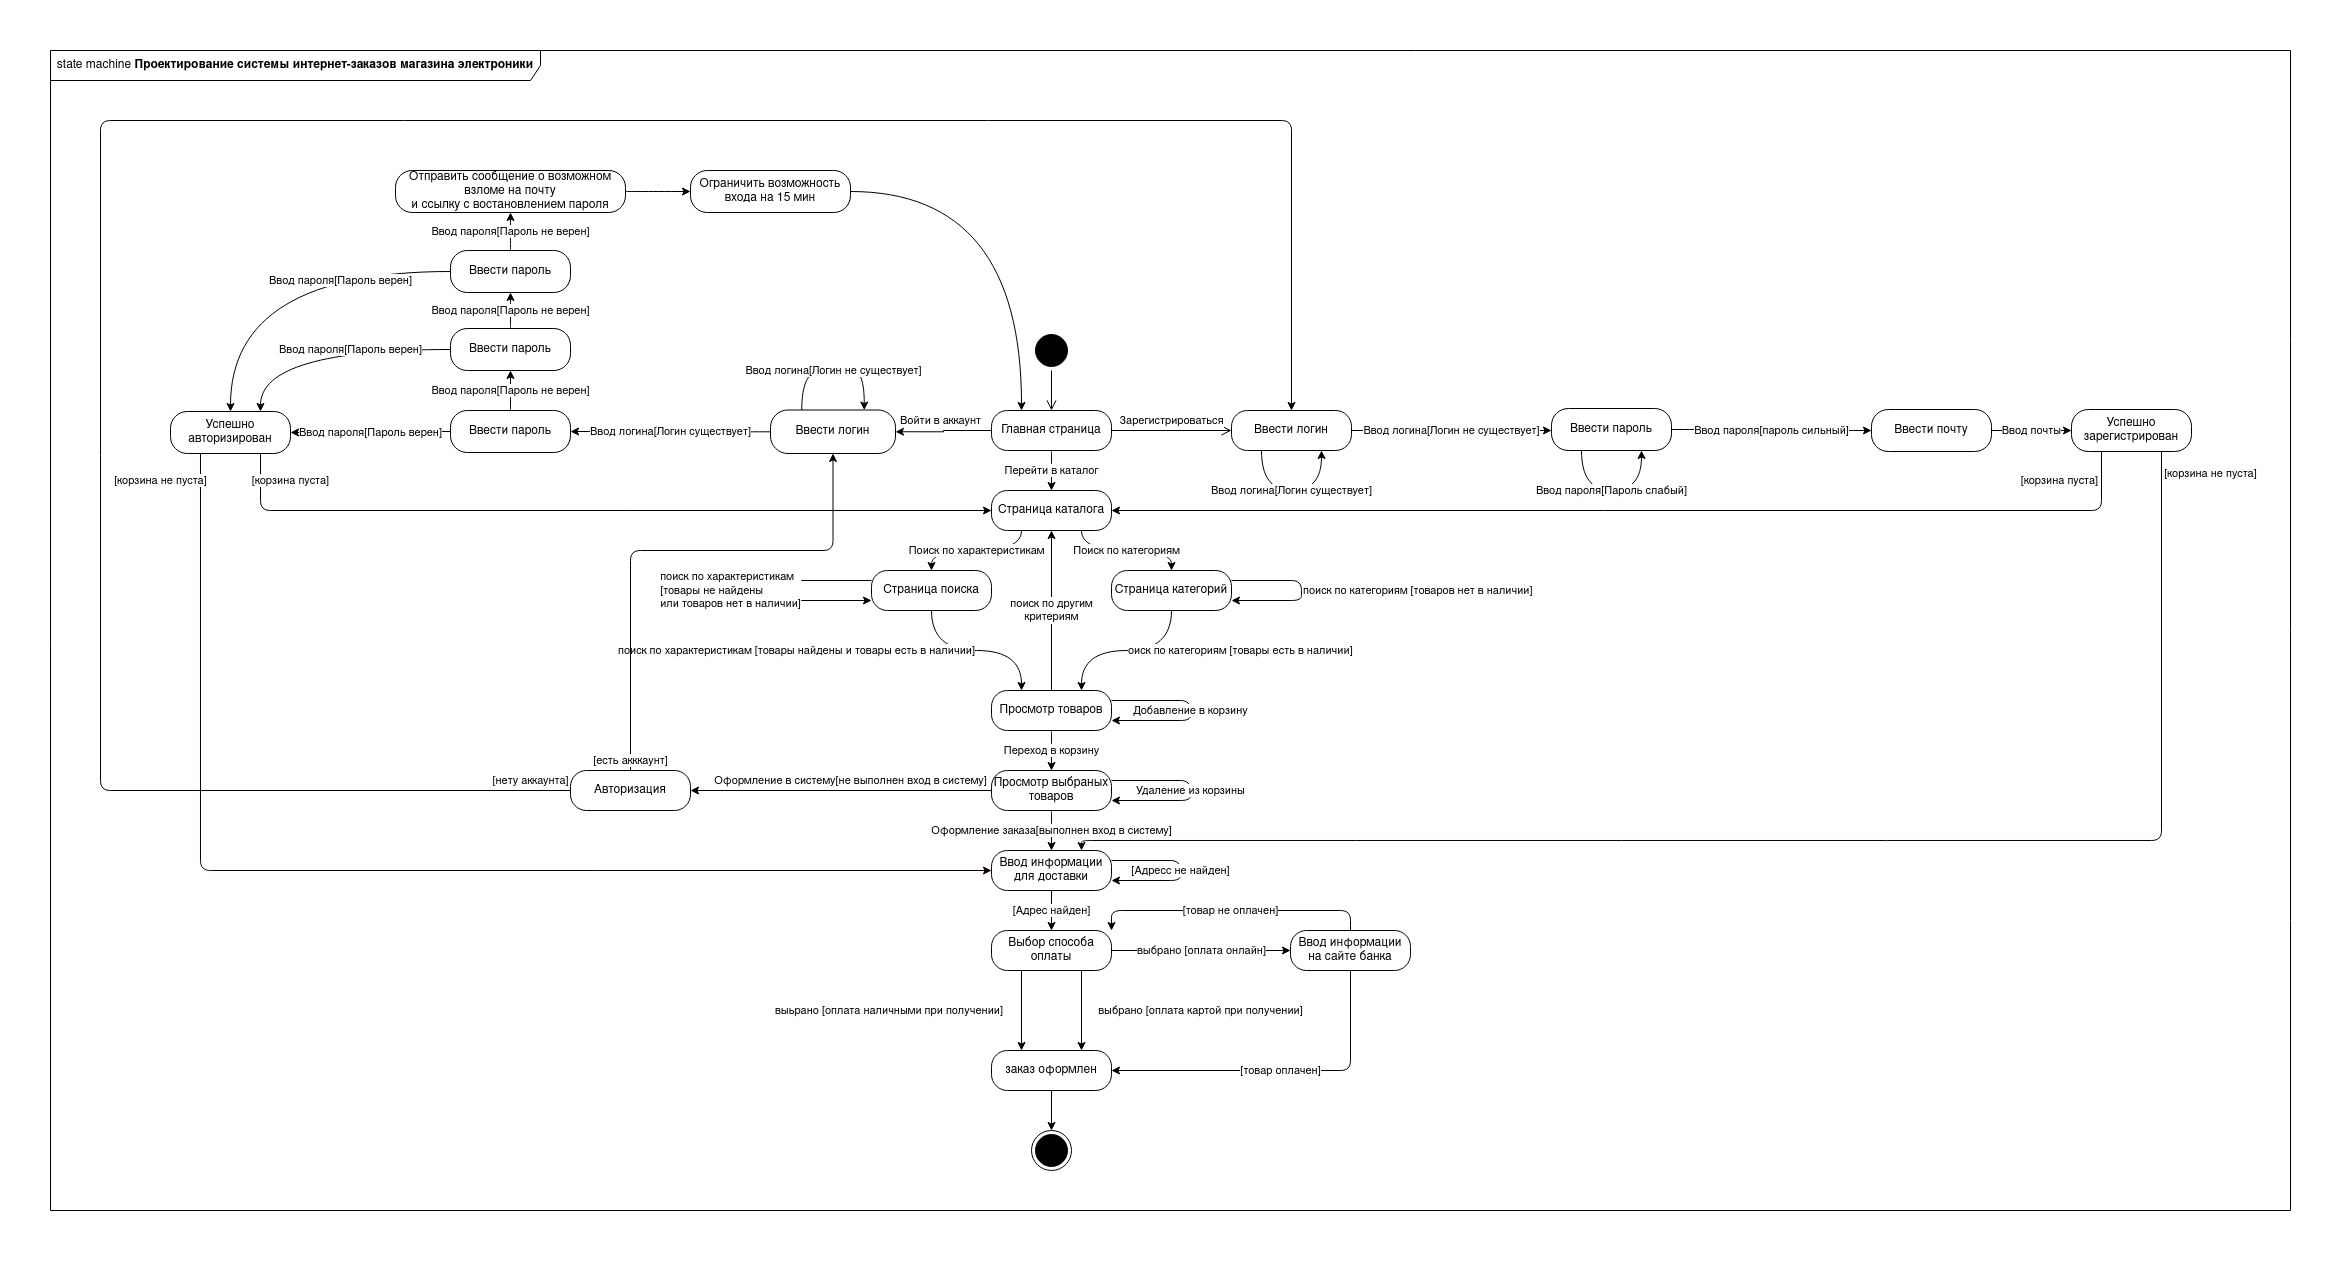 state machine Проектирование системы интернет-заказов магазина электроники
Отправить сообщение о возможном
взломе на почту
и ссылку с востановлением пароля
Ограничить возможность
входа на 15 мин
Ввод пароля[Пароль не верен]
Ввести пароль
Ввод пароля[Пароль верен]
Ввод пароля[Пароль не верен]
Ввести пароль
Ввод пароля[Пароль верен]
Ввод пароля[Пароль не верен]
Ввод логина[Логин не существует]
Успешно
авторизирован
Ввод пароля[Пароль верен]
Ввести пароль
Ввод логина[Логин существует]
Ввести логин
Войти в аккаунт
Главная страница
Зарегистрироваться
Ввести логин
Ввод логина[Логин не существует]
Ввести пароль
Ввод пароля[пароль сильный]
Ввести почту
Ввод почты
Успешно
зарегистрирован
[корзина не пуста]
[корзина пуста]
Перейти в каталог
Ввод логина[Логин существует]
Ввод пароля[Пароль слабый]
[корзина пуста]
[корзина не пуста]
Страница каталога
Поиск по характеристикам
Поиск по категориям
поиск по характеристикам
[товары не найдены
или товаров нет в наличии]
Страница поиска
Страница категорий
поиск по категориям [товаров нет в наличии]
поиск по другим
критериям
поиск по характеристикам [товары найдены и товары есть в наличии]
оиск по категориям [товары есть в наличии]
Просмотр товаров
Добавление в корзину
Переход в корзину
[есть акккаунт]
[нету аккаунта]
Авторизация
Оформление в систему[не выполнен вход в систему]
Просмотр выбраных
товаров
Удаление из корзины
Оформление заказа[выполнен вход в систему]
Ввод информации
для доставки
[Адресс не найден]
[Адрес найден]
[товар не оплачен]
Выбор способа
оплаты
выбрано [оплата онлайн]
Ввод информации
на сайте банка
выьрано [оплата наличными при получении]
выбрано [оплата картой при получении]
заказ оформлен
[товар оплачен]